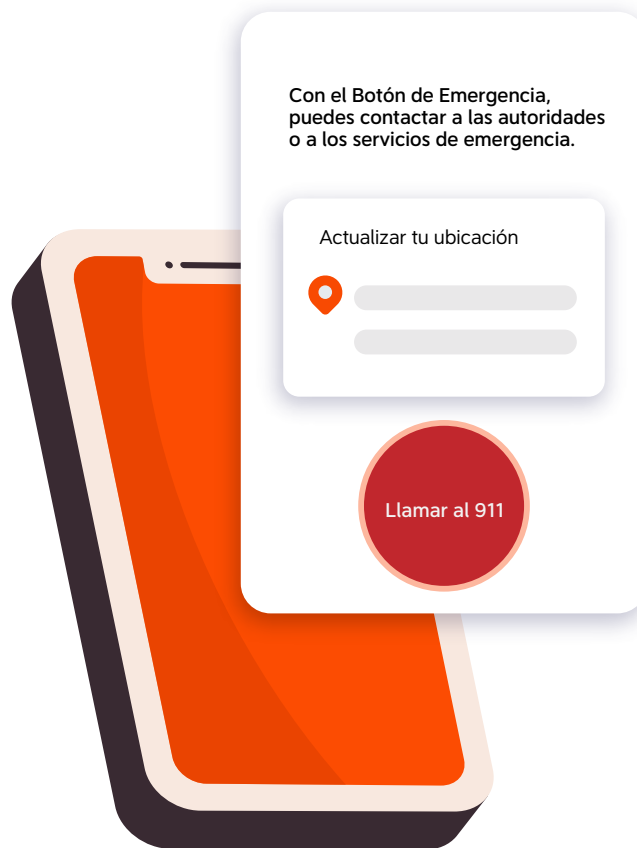 Con el Botón de Emergencia,
puedes contactar a las autoridades
o a los servicios de emergencia.
Actualizar tu ubicación
Llamar al 911